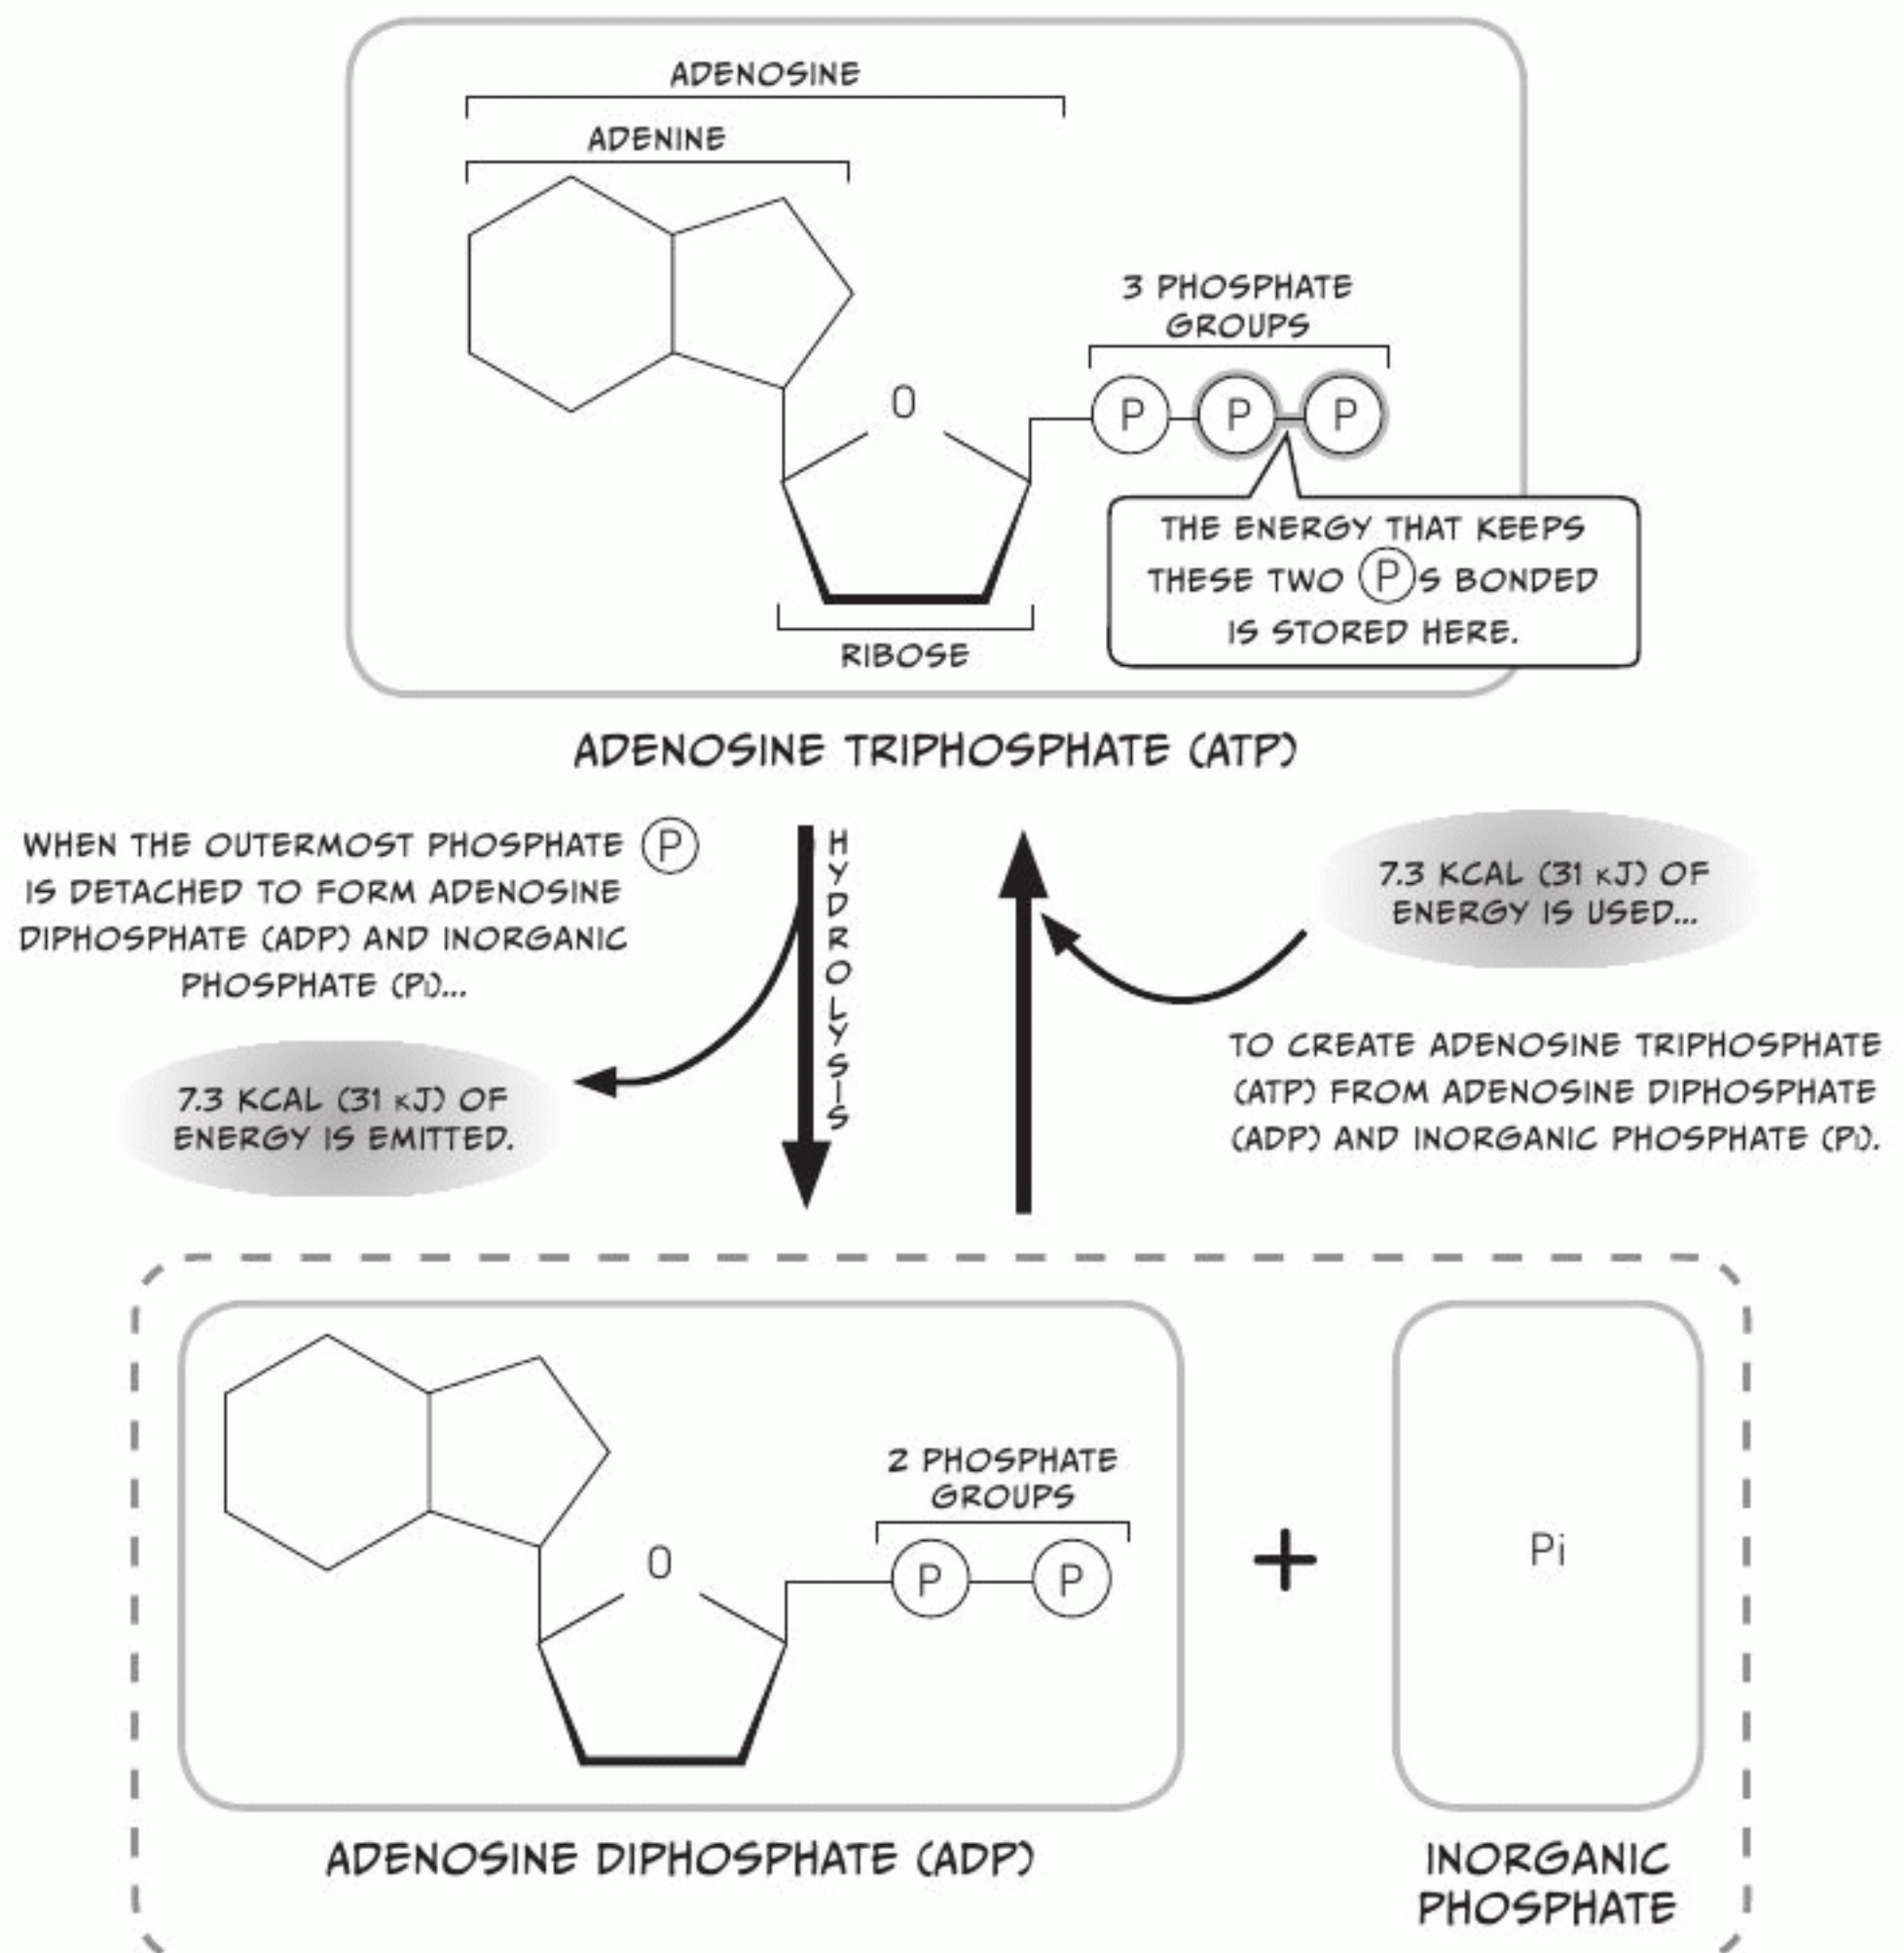 ADENOSINE
ADENINE
3 PHOSPHATE
GROUPS
O
P
P
P
THE ENERGY THAT KEEPS
THESE TWO PS BONDED
IS STORED HERE.
RIBOSE
ADENOSINE TRIPHOSPHATE (ATP)
WHEN THE OUTERMOST PHOSPHATE P
IS DETACHED TO FORM ADENOSINE
DIPHOSPHATE (ADP) AND INORGANIC
PHOSPHATE (Pi)...
7.3 KCAL (31 KJ) OF
ENERGY IS EMITTED.
HYDROLYSIS
7.3 KCAL (31 KJ) OF
ENERGY IS USED...
TO CREATE ADENOSINE TRIPHOSPHATE
(ATP) FROM ADENOSINE DIPHOSPHATE
(ADP) AND INORGANIC PHOSPHATE (Pi).
2 PHOSPHATE
GROUPS
O
P
P
+
Pi
ADENOSINE DIPHOSPHATE (ADP)
INORGANIC
PHOSPHATE